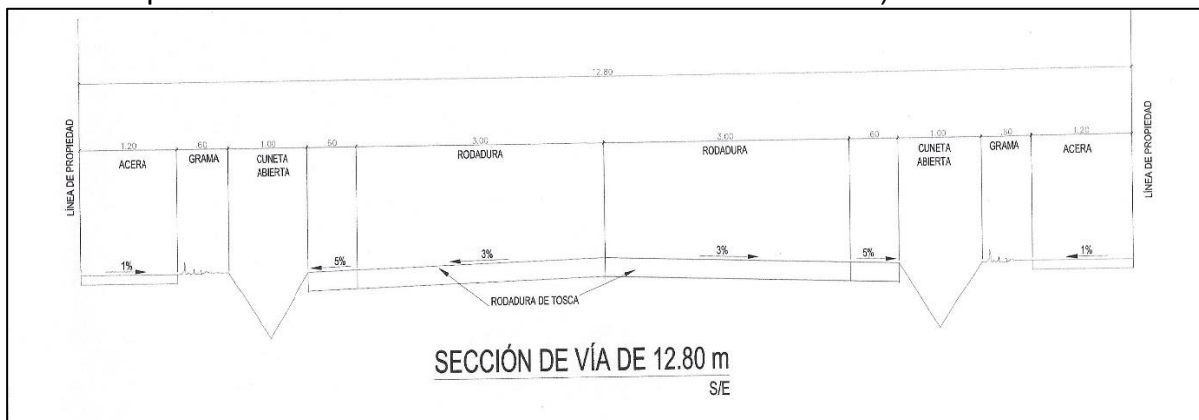 12.80
LÍNEA DE PROPIEDAD
LÍNEA DE PROPIEDAD
1.20 .60 1.00 .60 3.00 3.00 .60 1.00 .60 1.20
ACERA GRAMA CUNETA ABIERTA RODADURA RODADURA CUNETA ABIERTA GRAMA ACERA
1% 5% 3% 3% 5% 1%
RODADURA DE TOSCA
SECCIÓN DE VÍA DE 12.80 m
S/E